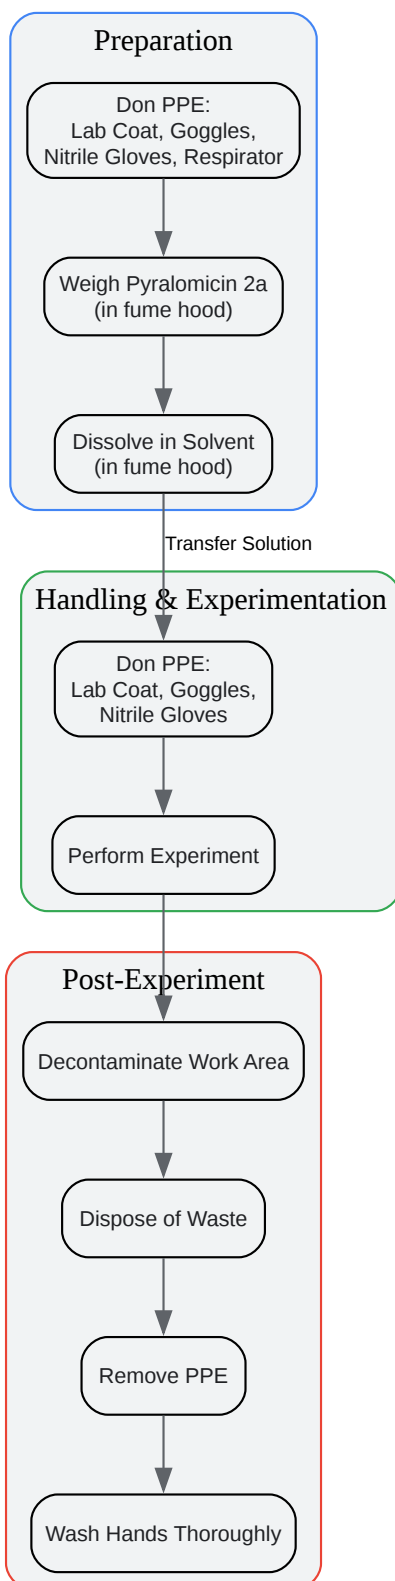 Preparation
Don PPE:
Lab Coat, Goggles,
Nitrile Gloves, Respirator
Weigh Pyralomicin 2a
(in fume hood)
Dissolve in Solvent
(in fume hood)
Transfer Solution
Handling & Experimentation
Don PPE:
Lab Coat, Goggles,
Nitrile Gloves
Perform Experiment
Post-Experiment
Decontaminate Work Area
Dispose of Waste
Remove PPE
Wash Hands Thoroughly